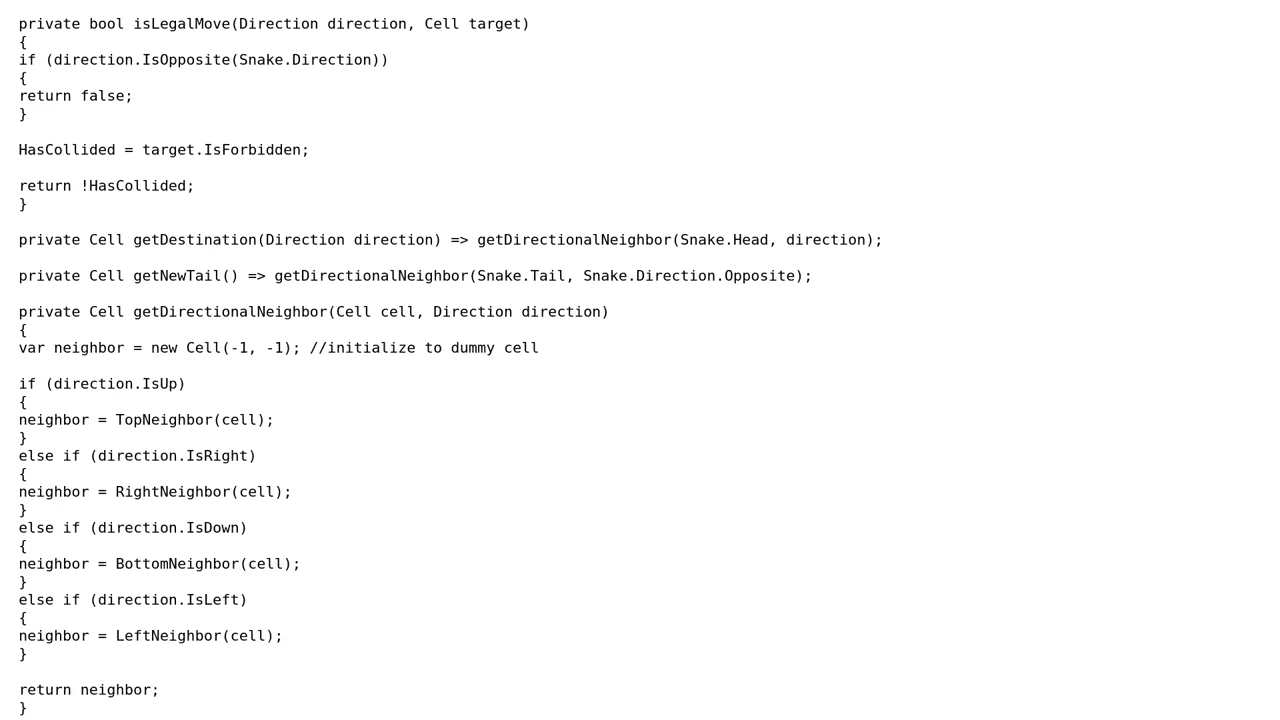 private bool isLegalMove(Direction direction, Cell target)
{
if (direction.IsOpposite(Snake.Direction))
{
return false;
}

HasCollided = target.IsForbidden;

return !HasCollided;
}

private Cell getDestination(Direction direction) => getDirectionalNeighbor(Snake.Head, direction);

private Cell getNewTail() => getDirectionalNeighbor(Snake.Tail, Snake.Direction.Opposite);

private Cell getDirectionalNeighbor(Cell cell, Direction direction)
{
var neighbor = new Cell(-1, -1); //initialize to dummy cell

if (direction.IsUp)
{
neighbor = TopNeighbor(cell);
}
else if (direction.IsRight)
{
neighbor = RightNeighbor(cell);
}
else if (direction.IsDown)
{
neighbor = BottomNeighbor(cell);
}
else if (direction.IsLeft)
{
neighbor = LeftNeighbor(cell);
}

return neighbor;
}